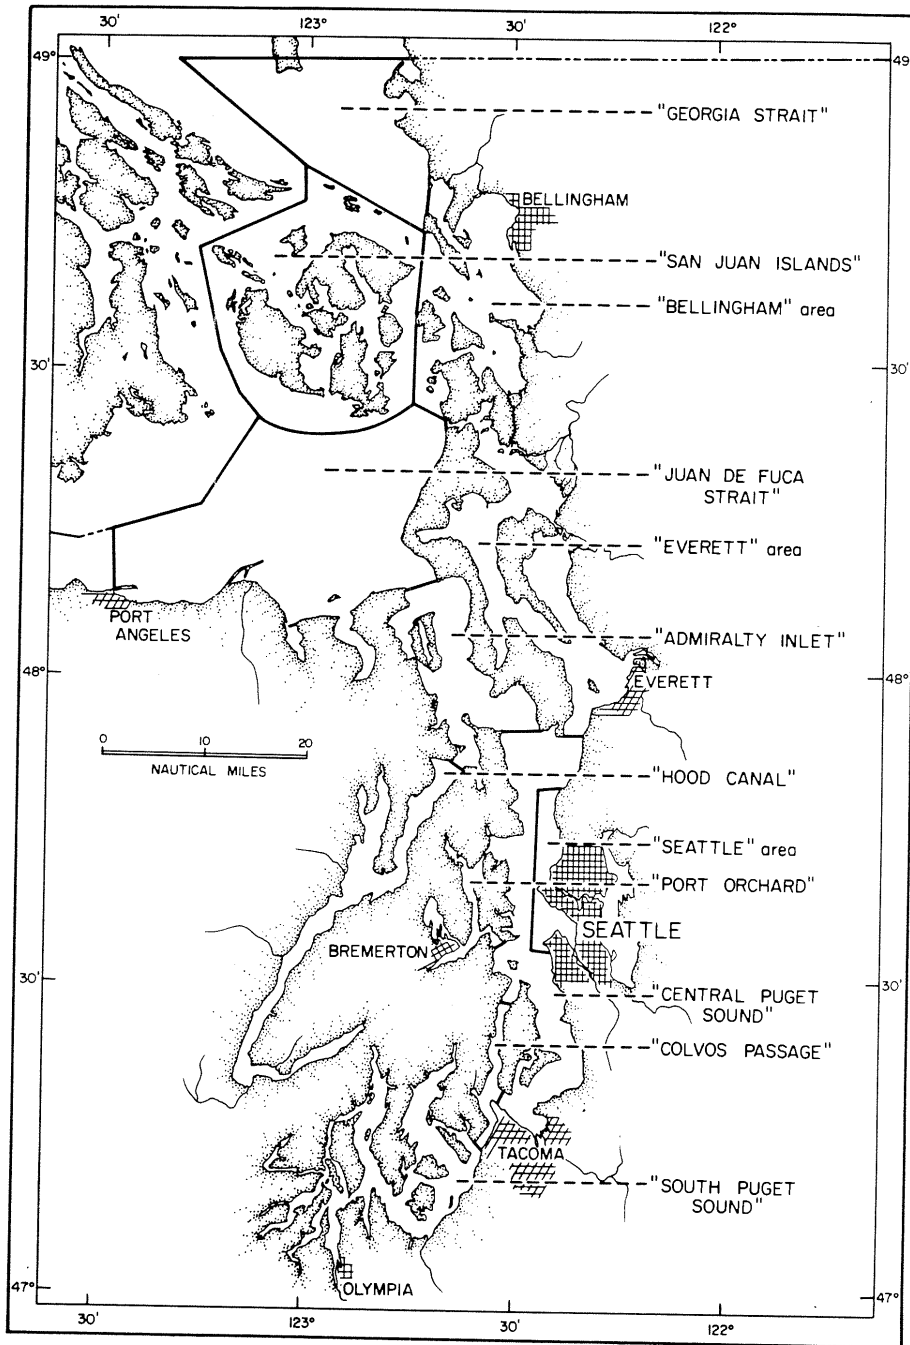 30' 123° 30' 122°
49° 49
"GEORGIA STRAIT"
BELLINGHAM
"SAN JUAN ISLANDS"
"BELLINGHAM" area
30' 30'
"JUAN DE FUCA
STRAIT"
"EVERETT" area
PORT
ANGELES
"ADMIRALTY INLET"
48° 48°
EVERETT
0 10 20
NAUTICAL MILES
"HOOD CANAL"
"SEATTLE" area
"PORT ORCHARD"
SEATTLE
BREMERTON
30' 30'
"CENTRAL PUGET
SOUND"
"COLVOS PASSAGE"
TACOMA
"SOUTH PUGET
SOUND"
47° 47°
OLYMPIA
30' 123° 30' 122°